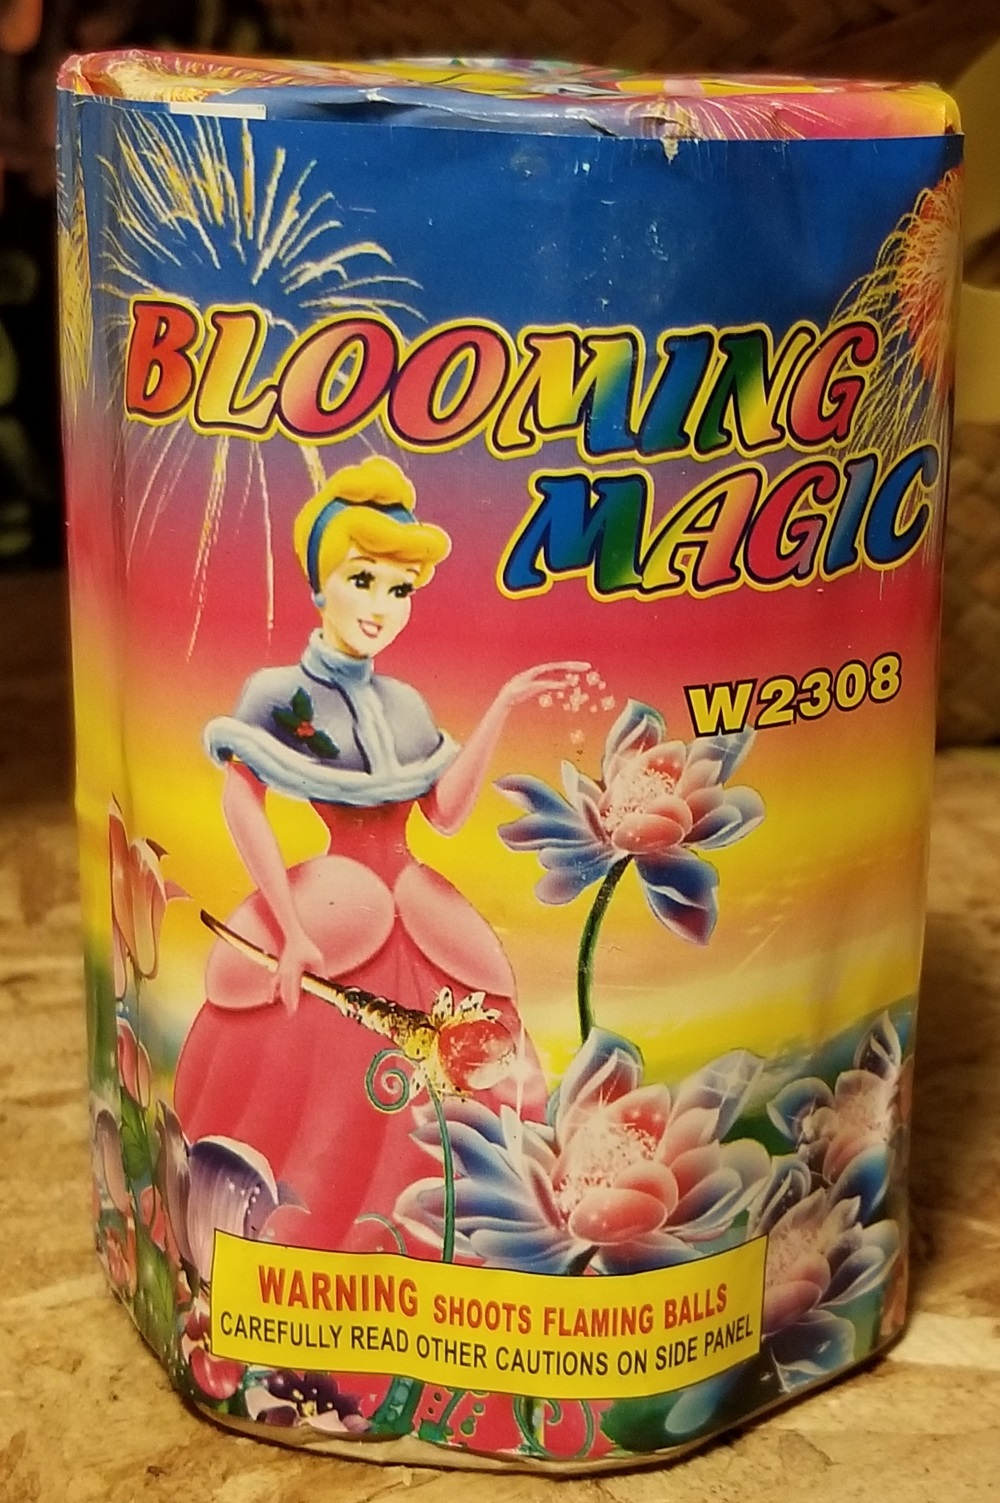 BLOOMING
MAGIC
W2308
WARNING SHOOTS FLAMING BALLS
CAREFULLY READ OTHER CAUTIONS ON SIDE PANEL